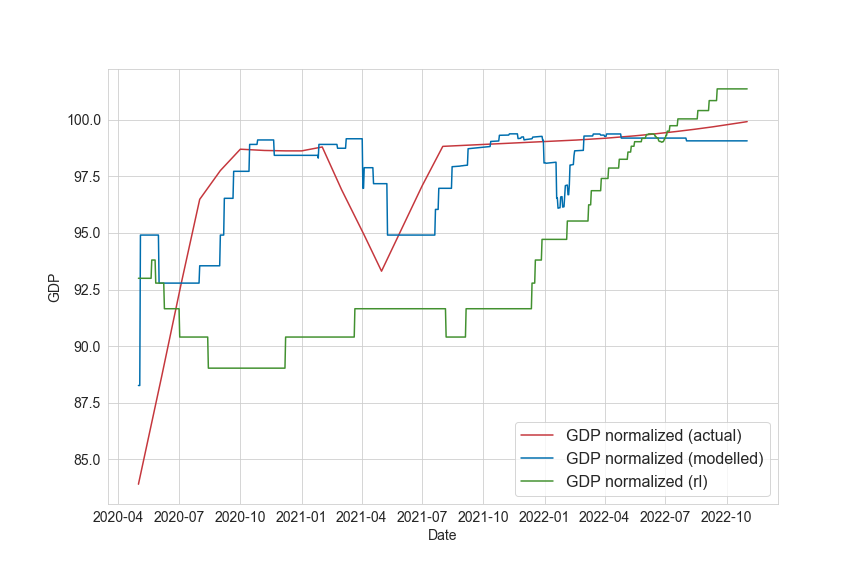 100.0
97.5
95.0
92.5
90.0
87.5
85.0
GDP
2020-04 2020-07 2020-10 2021-01 2021-04 2021-07 2021-10 2022-01 2022-04 2022-07 2022-10
Date
GDP normalized (actual)
GDP normalized (modelled)
GDP normalized (rl)